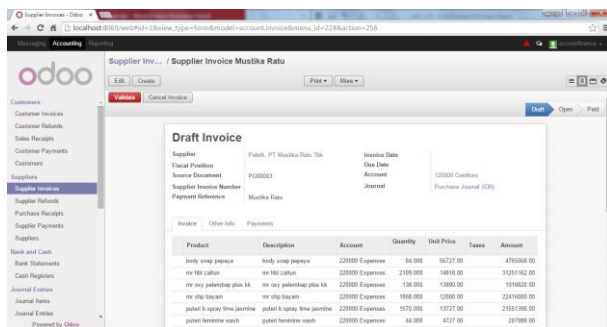 Supplier Invoices - Odoo
localhost:8069/web#id=1&view_type=form&model=account.invoice&menu_id=224&action=256
Messaging Accounting Reporting
accountfinance
odoo
Supplier Inv... / Supplier Invoice Mustika Ratu
Edit Create
Print More
Validate Cancel Invoice
Draft Open Paid
Customers
Customer Invoices
Customer Refunds
Sales Receipts
Customer Payments
Customers
Suppliers
Supplier Invoices
Supplier Refunds
Purchase Receipts
Supplier Payments
Suppliers
Bank and Cash
Bank Statements
Cash Registers
Journal Entries
Journal Items
Journal Entries
Powered by Odoo
Draft Invoice
Supplier Pabrik, PT Mustika Ratu Tbk Invoice Date
Fiscal Position Due Date
Source Document PO00003 Account 120000 Creditors
Supplier Invoice Number Journal Purchase Journal (IDR)
Payment Reference Mustika Ratu
Invoice Other Info Payments
Product Description Account Quantity Unit Price Taxes Amount
body soap pepaya body soap pepaya 220000 Expenses 84.000 56727.00 4765068.00
mr hbl zaitun mr hbl zaitun 220000 Expenses 2109.000 14818.00 31251162.00
mr oxy pelembap plus kk mr oxy pelembap plus kk 220000 Expenses 138.000 13890.00 1916820.00
mr shp bayam mr shp bayam 220000 Expenses 1868.000 12000.00 22416000.00
puteri b.spray lime jasmine puteri b.spray lime jasmine 220000 Expenses 1570.000 13727.00 21551390.00
puteri feminine wash puteri feminine wash 220000 Expenses 44.000 4727.00 207988.00